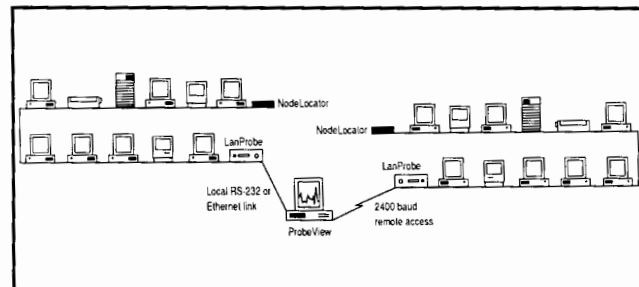 NodeLocator
NodeLocator
LanProbe
LanProbe
Local RS-232 or
Ethernet link
2400 baud
remote access
ProbeView